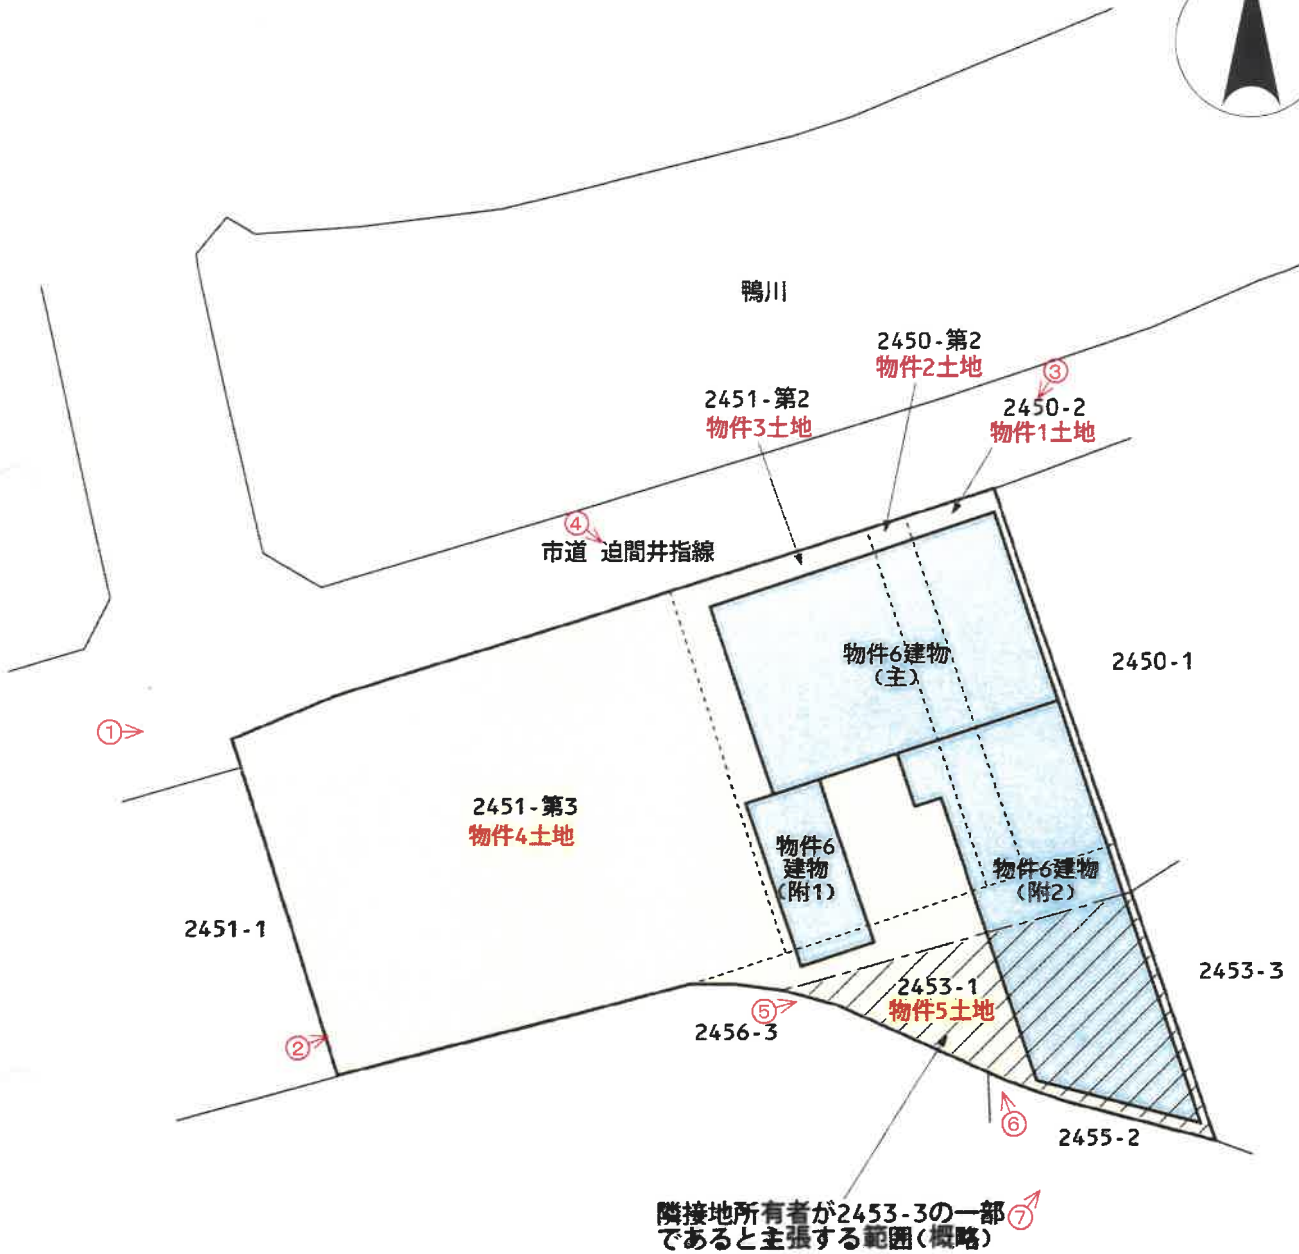 鴨川
2450-第2
物件2土地
③
2451-第2
物件3土地
2450-2
物件1土地
④
市道 迫間井指線
物件6建物
(主)
2450-1
①
2451-第3
物件4土地
物件6
建物
(附1)
物件6建物
(附2)
2451-1
2453-3
2453-1
物件5土地
⑤
2456-3
②
⑥
2455-2
隣接地所有者が2453-3の一部
であると主張する範囲(概略)
⑦